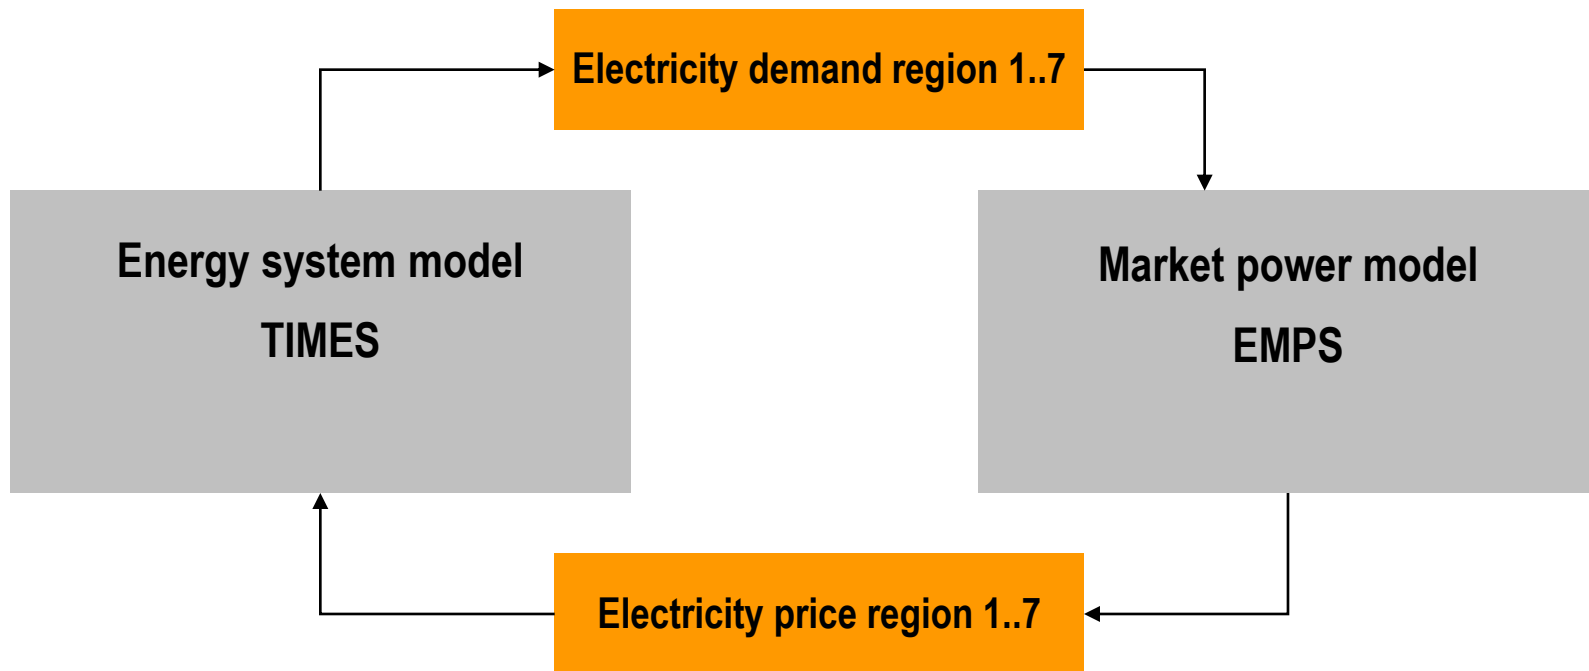 Electricity demand region 1..7
Energy system model
TIMES
Market power model
EMPS
Electricity price region 1..7